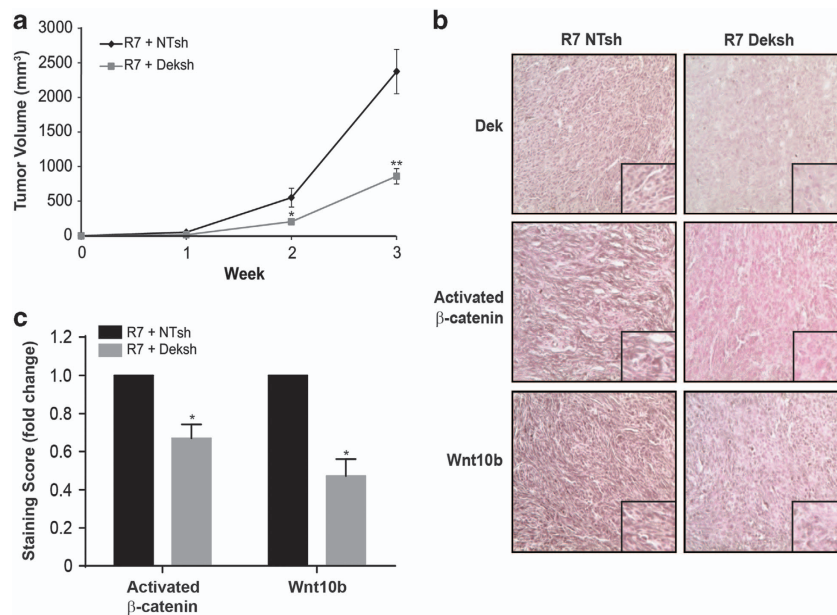 a
3000
2500
2000
1500
1000
500
0
Tumor Volume (mm³)
R7 + NTsh
R7 + Deksh
*
**
0 1 2 3
Week
b
R7 NTsh R7 Deksh
Dek
Activated
β-catenin
Wnt10b
c
1.2
1.0
0.8
0.6
0.4
0.2
0
Staining Score (fold change)
R7 + NTsh
R7 + Deksh
*
*
Activated
β-catenin
Wnt10b